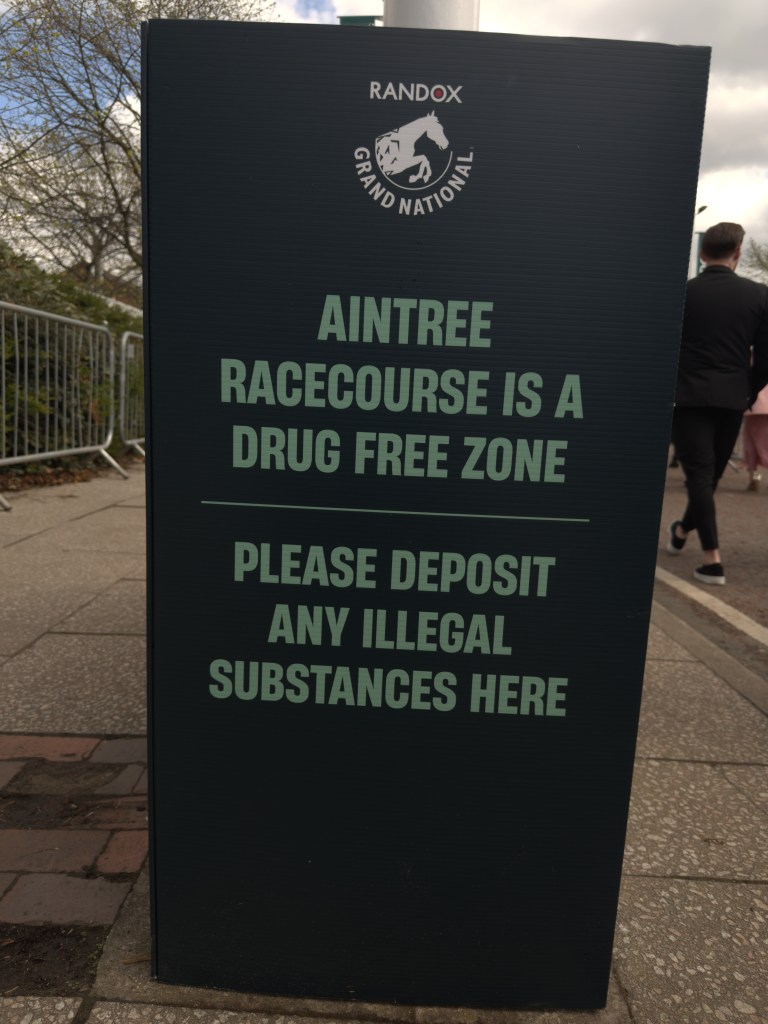 RANDOX
GRAND NATIONAL
AINTREE
RACECOURSE IS A
DRUG FREE ZONE
PLEASE DEPOSIT
ANY ILLEGAL
SUBSTANCES HERE